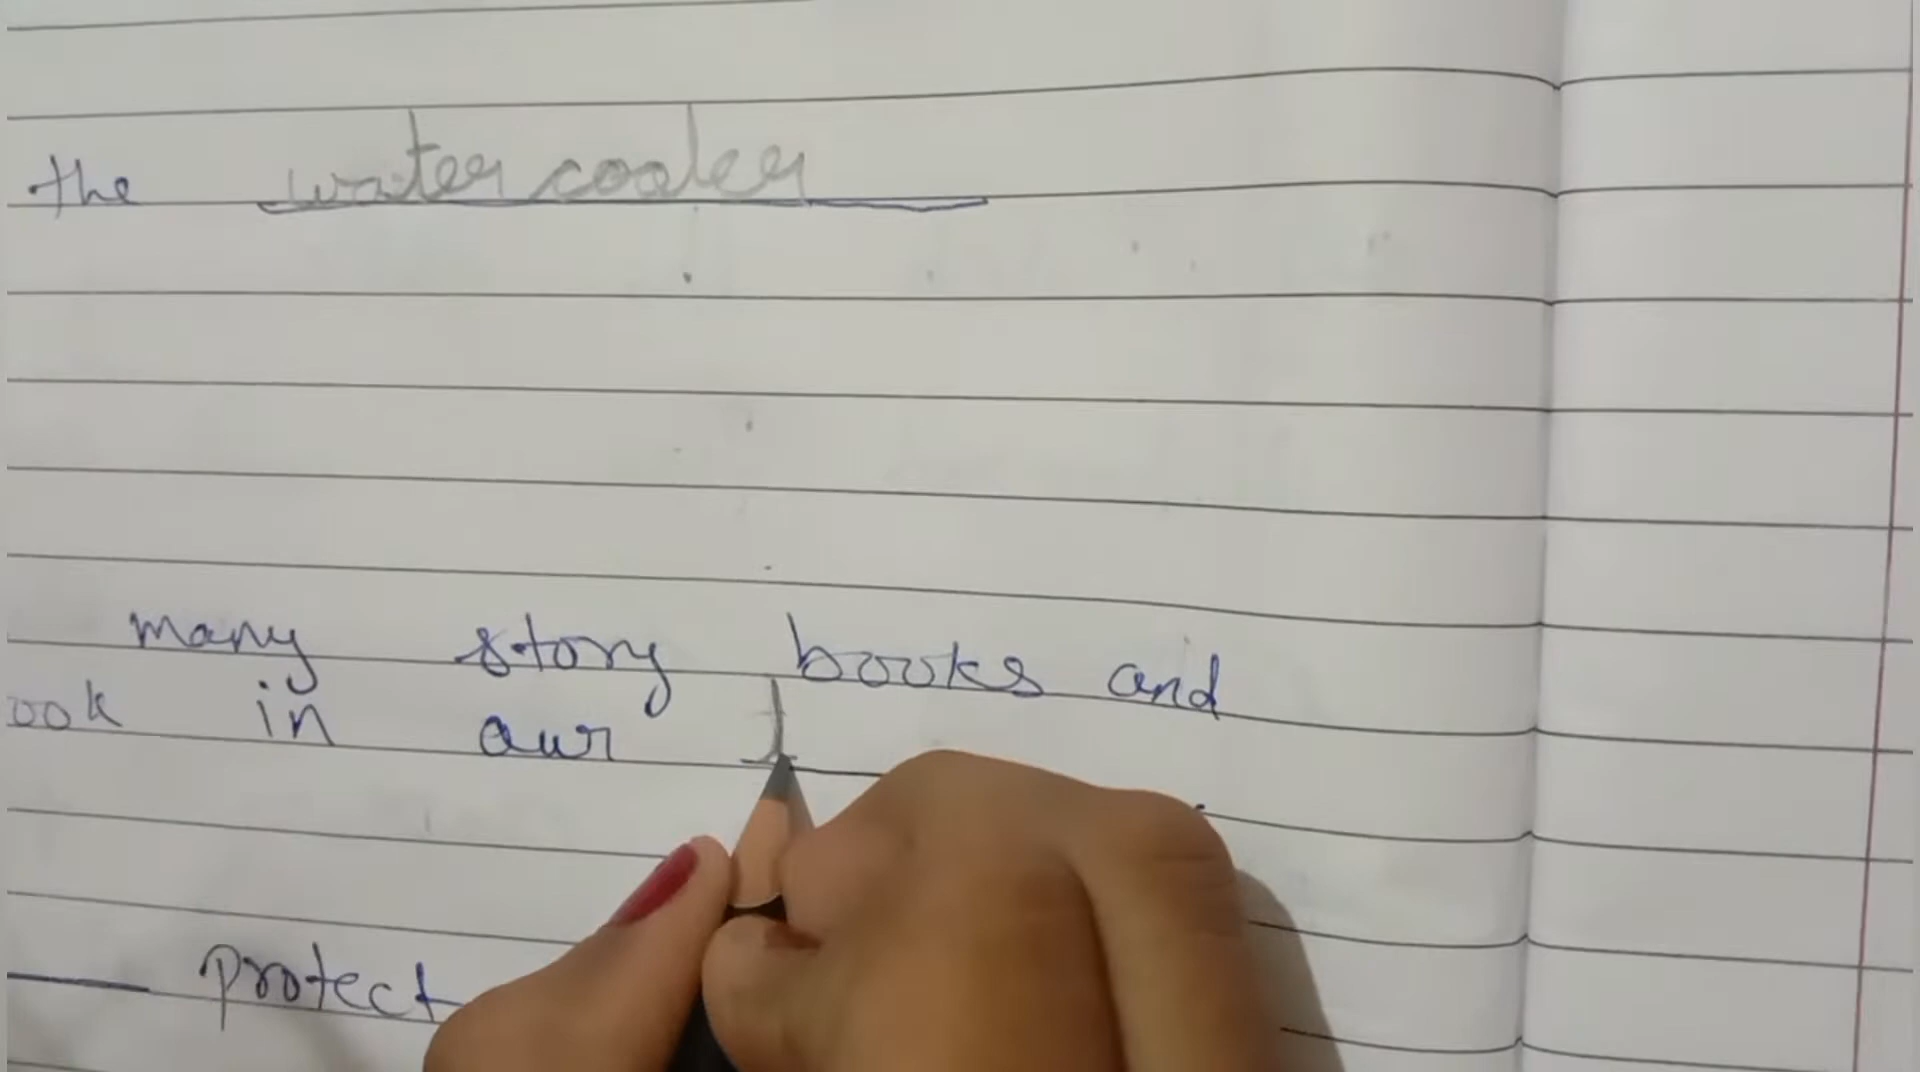 the water cooler
many story books and
ook in our l
protect